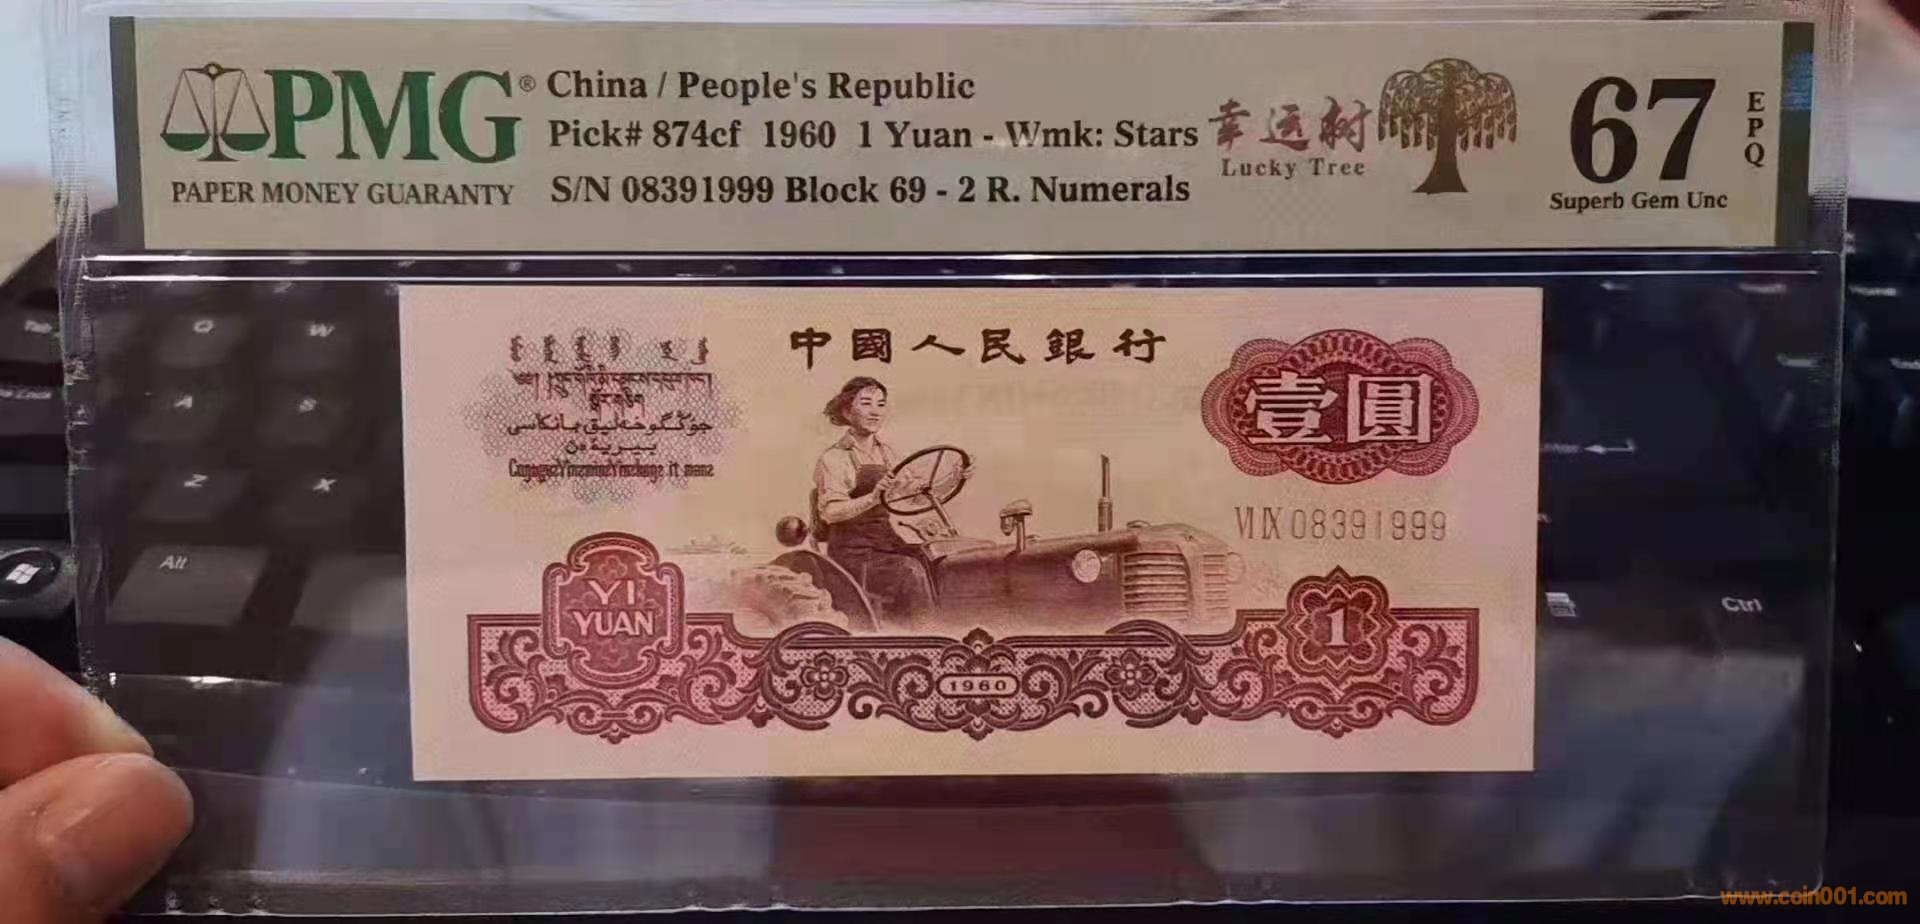 PMG®
PAPER MONEY GUARANTY
China / People's Republic
Pick# 874cf 1960 1 Yuan - Wmk: Stars
S/N 08391999 Block 69 - 2 R. Numerals
幸运树
Lucky Tree
67
EPQ
Superb Gem Unc
中國人民銀行
壹圓
VI IX 08391999
YI
YUAN
1960
1
Q
W
A
S
Z
X
Alt
Ctrl
www.coin001.com